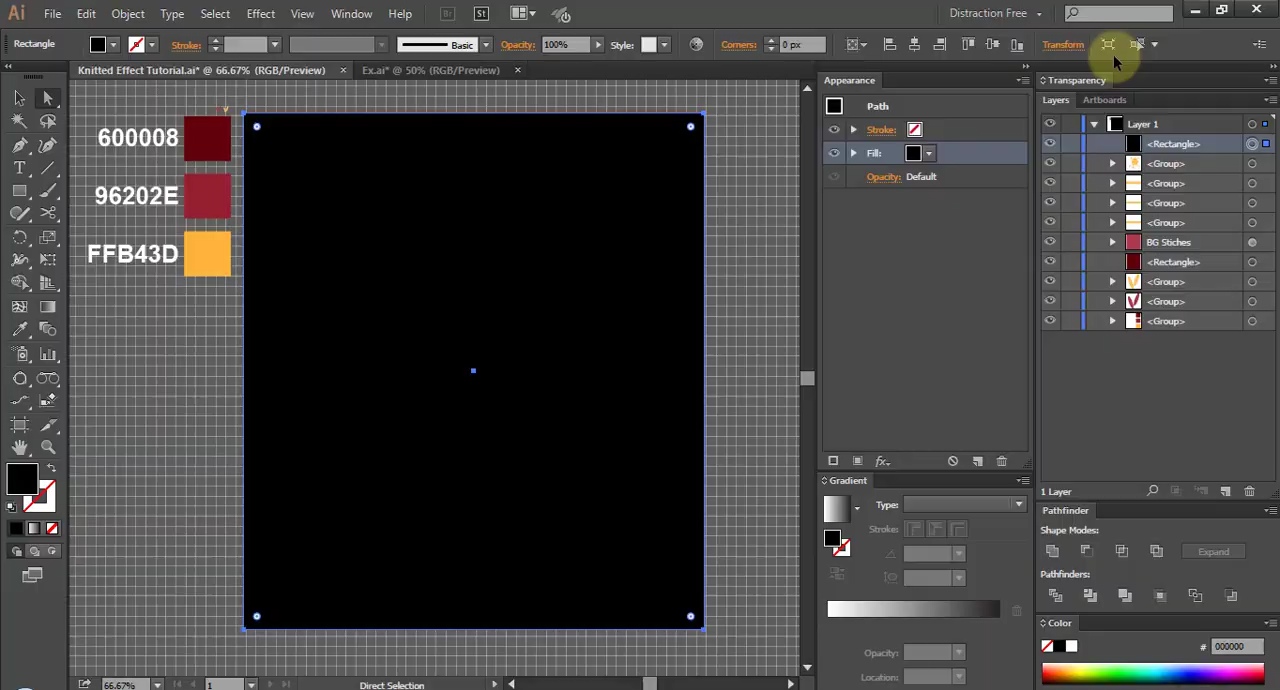 Ai File Edit Object Type Select Effect View Window Help Br St Distraction Free
Rectangle Stroke: Basic Opacity: 100% Style: Corners: 0 px Transform
Knitted Effect Tutorial.ai* @ 66.67% (RGB/Preview) × Ex.ai* @ 50% (RGB/Preview) ×
600008
96202E
FFB43D
Appearance
Path
Stroke:
Fill:
Opacity: Default
fx
Gradient
Type:
Stroke:
Opacity:
Location:
Transparency
Layers Artboards
Layer 1
<Rectangle>
<Group>
<Group>
<Group>
<Group>
BG Stiches
<Rectangle>
<Group>
<Group>
<Group>
1 Layer
Pathfinder
Shape Modes:
Expand
Pathfinders:
Color
# 000000
66.67% 1 Direct Selection